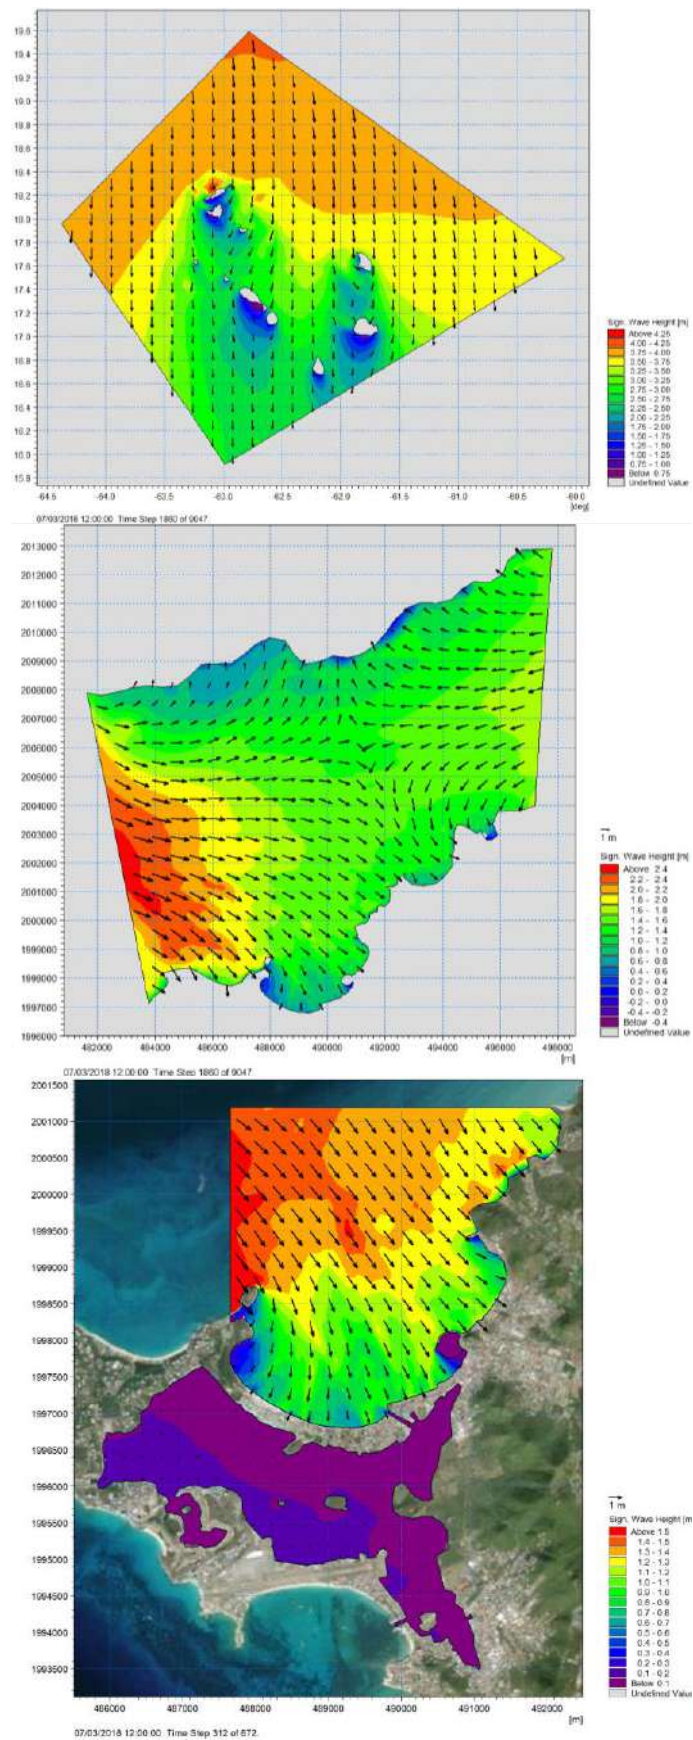 19.6
19.4
19.2
19.0
18.8
18.6
18.4
18.2
18.0
17.8
17.6
17.4
17.2
17.0
16.8
16.6
16.4
16.2
16.0
15.8
-64.5 -64.0 -63.5 -63.0 -62.5 -62.0 -61.5 -61.0 -60.5 -60.0
[deg]
07/03/2018 12:00:00 Time Step 1860 of 9047.
Sign. Wave Height [m]
Above 4.25
4.00 - 4.25
3.75 - 4.00
3.50 - 3.75
3.25 - 3.50
3.00 - 3.25
2.75 - 3.00
2.50 - 2.75
2.25 - 2.50
2.00 - 2.25
1.75 - 2.00
1.50 - 1.75
1.25 - 1.50
1.00 - 1.25
0.75 - 1.00
Below 0.75
Undefined Value
2013000
2012000
2011000
2010000
2009000
2008000
2007000
2006000
2005000
2004000
2003000
2002000
2001000
2000000
1999000
1998000
1997000
1996000
482000 484000 486000 488000 490000 492000 494000 496000 498000
[m]
07/03/2018 12:00:00 Time Step 1860 of 9047.
1 m
Sign. Wave Height [m]
Above 2.4
2.2 - 2.4
2.0 - 2.2
1.8 - 2.0
1.6 - 1.8
1.4 - 1.6
1.2 - 1.4
1.0 - 1.2
0.8 - 1.0
0.6 - 0.8
0.4 - 0.6
0.2 - 0.4
0.0 - 0.2
-0.2 - 0.0
-0.4 - -0.2
Below -0.4
Undefined Value
2001500
2001000
2000500
2000000
1999500
1999000
1998500
1998000
1997500
1997000
1996500
1996000
1995500
1995000
1994500
1994000
1993500
486000 487000 488000 489000 490000 491000 492000
[m]
07/03/2018 12:00:00 Time Step 312 of 672.
1 m
Sign. Wave Height [m]
Above 1.5
1.4 - 1.5
1.3 - 1.4
1.2 - 1.3
1.1 - 1.2
1.0 - 1.1
0.9 - 1.0
0.8 - 0.9
0.7 - 0.8
0.6 - 0.7
0.5 - 0.6
0.4 - 0.5
0.3 - 0.4
0.2 - 0.3
0.1 - 0.2
Below 0.1
Undefined Value